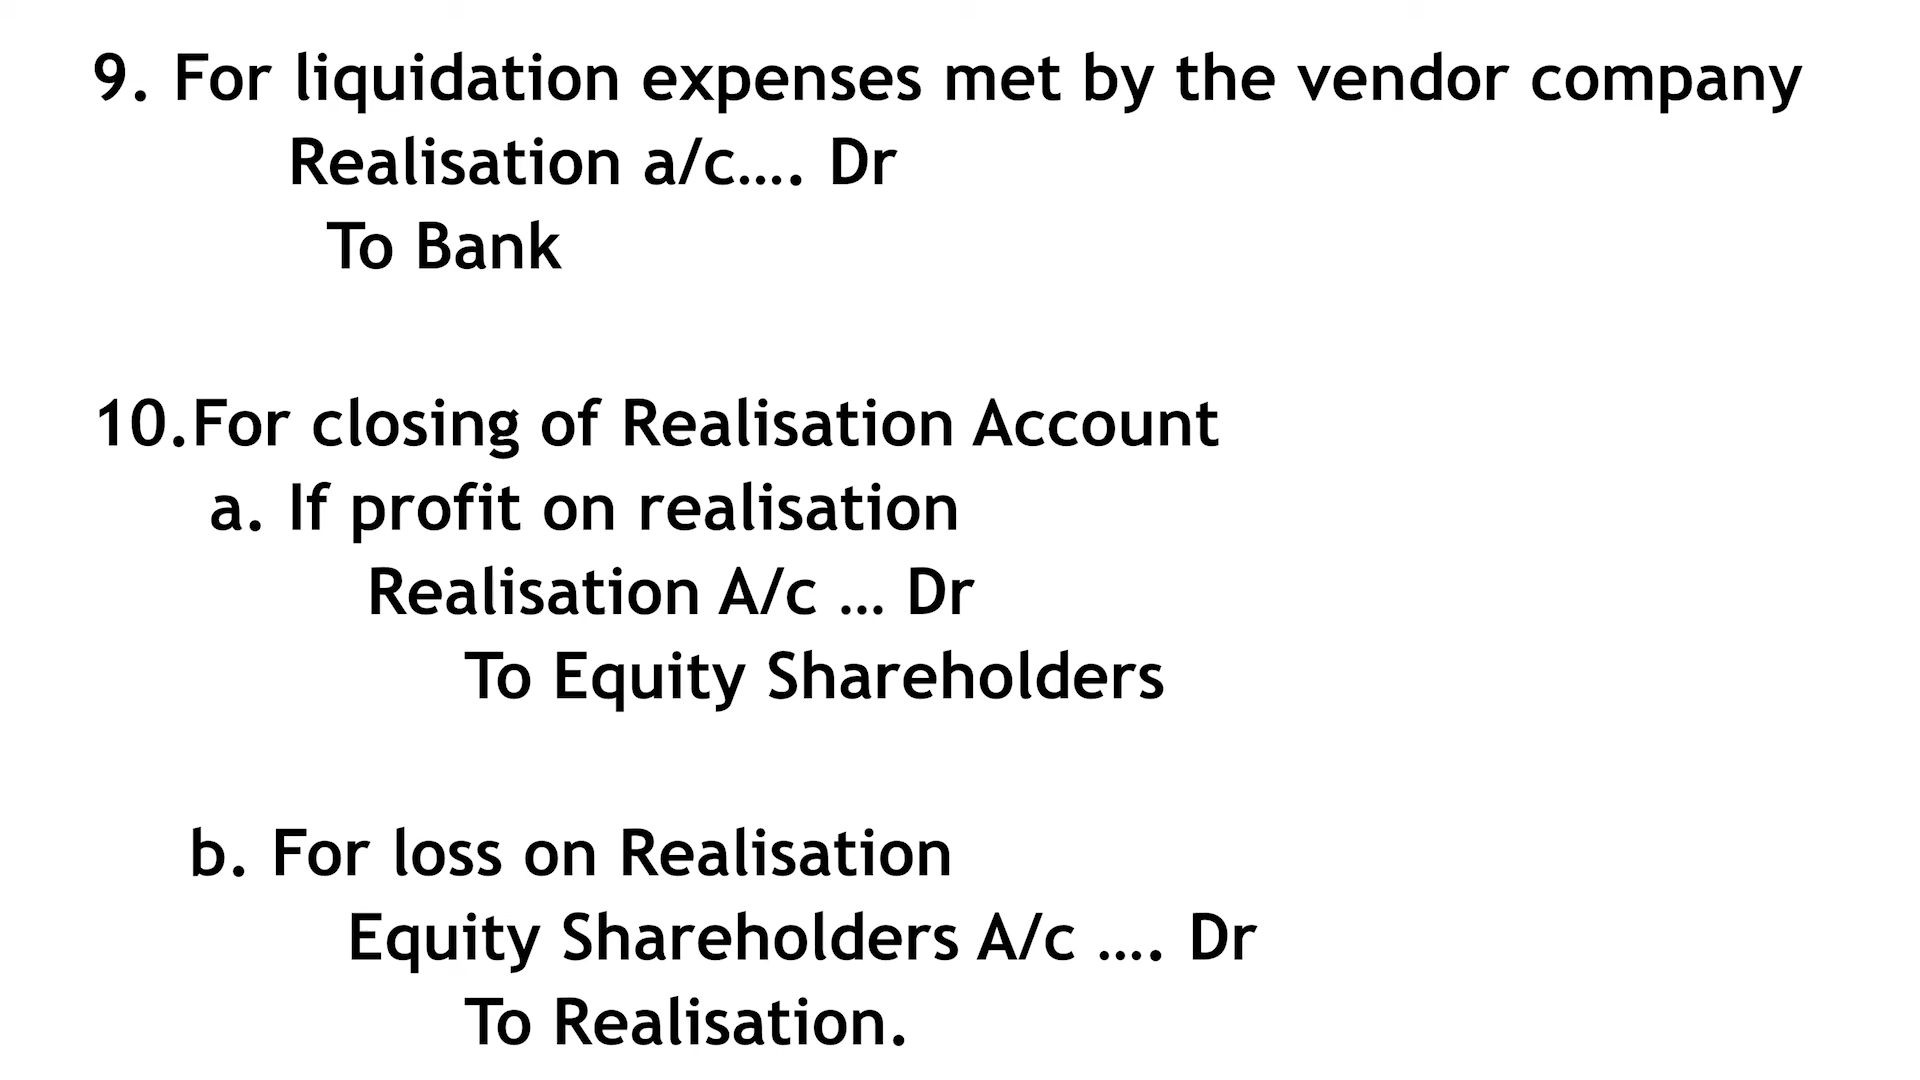 9. For liquidation expenses met by the vendor company
Realisation a/c.... Dr
To Bank
10.For closing of Realisation Account
a. If profit on realisation
Realisation A/c ... Dr
To Equity Shareholders
b. For loss on Realisation
Equity Shareholders A/c .... Dr
To Realisation.